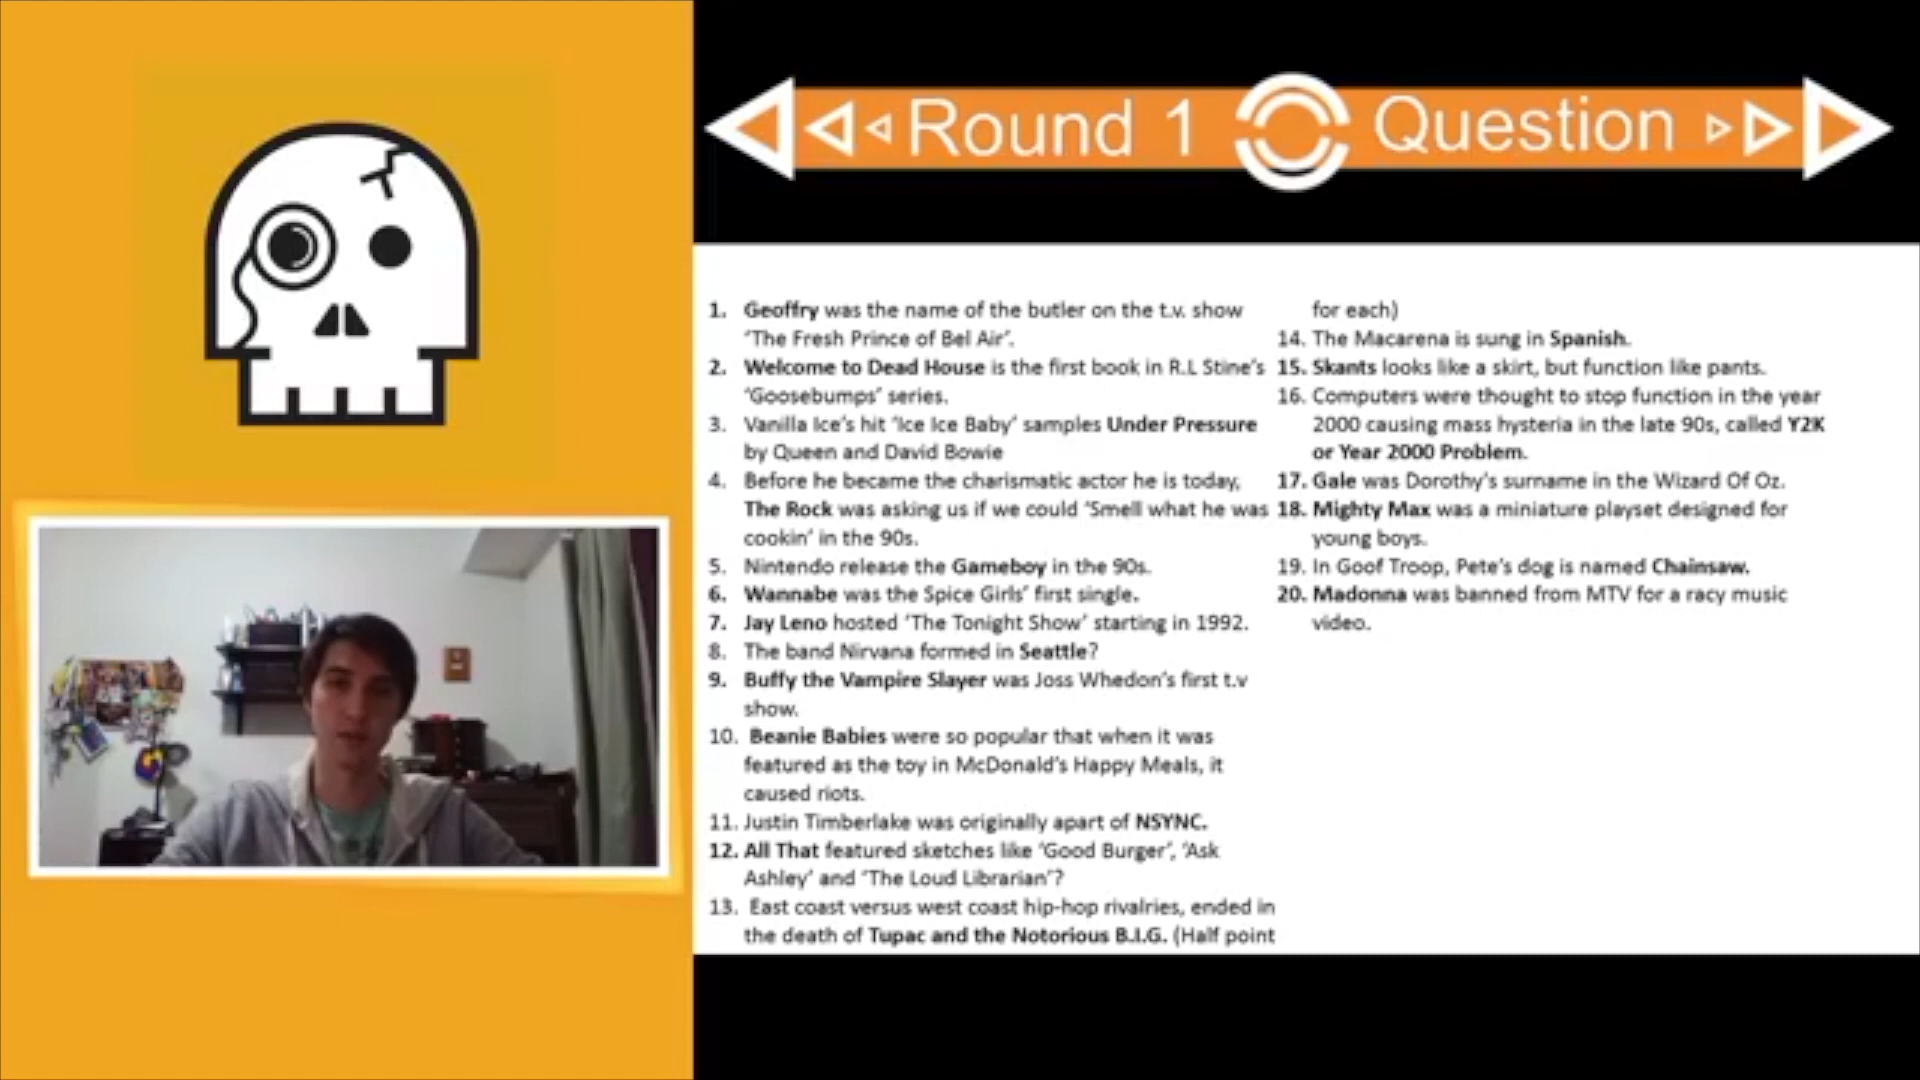 Round 1 Question
1. Geoffry was the name of the butler on the t.v. show
'The Fresh Prince of Bel Air'.
2. Welcome to Dead House is the first book in R.L Stine's
'Goosebumps' series.
3. Vanilla Ice's hit 'Ice Ice Baby' samples Under Pressure
by Queen and David Bowie
4. Before he became the charismatic actor he is today,
The Rock was asking us if we could 'Smell what he was
cookin' in the 90s.
5. Nintendo release the Gameboy in the 90s.
6. Wannabe was the Spice Girls' first single.
7. Jay Leno hosted 'The Tonight Show' starting in 1992.
8. The band Nirvana formed in Seattle?
9. Buffy the Vampire Slayer was Joss Whedon's first t.v
show.
10. Beanie Babies were so popular that when it was
featured as the toy in McDonald's Happy Meals, it
caused riots.
11. Justin Timberlake was originally apart of NSYNC.
12. All That featured sketches like 'Good Burger', 'Ask
Ashley' and 'The Loud Librarian'?
13. East coast versus west coast hip-hop rivalries, ended in
the death of Tupac and the Notorious B.I.G. (Half point
for each)
14. The Macarena is sung in Spanish.
15. Skants looks like a skirt, but function like pants.
16. Computers were thought to stop function in the year
2000 causing mass hysteria in the late 90s, called Y2K
or Year 2000 Problem.
17. Gale was Dorothy's surname in the Wizard Of Oz.
18. Mighty Max was a miniature playset designed for
young boys.
19. In Goof Troop, Pete's dog is named Chainsaw.
20. Madonna was banned from MTV for a racy music
video.